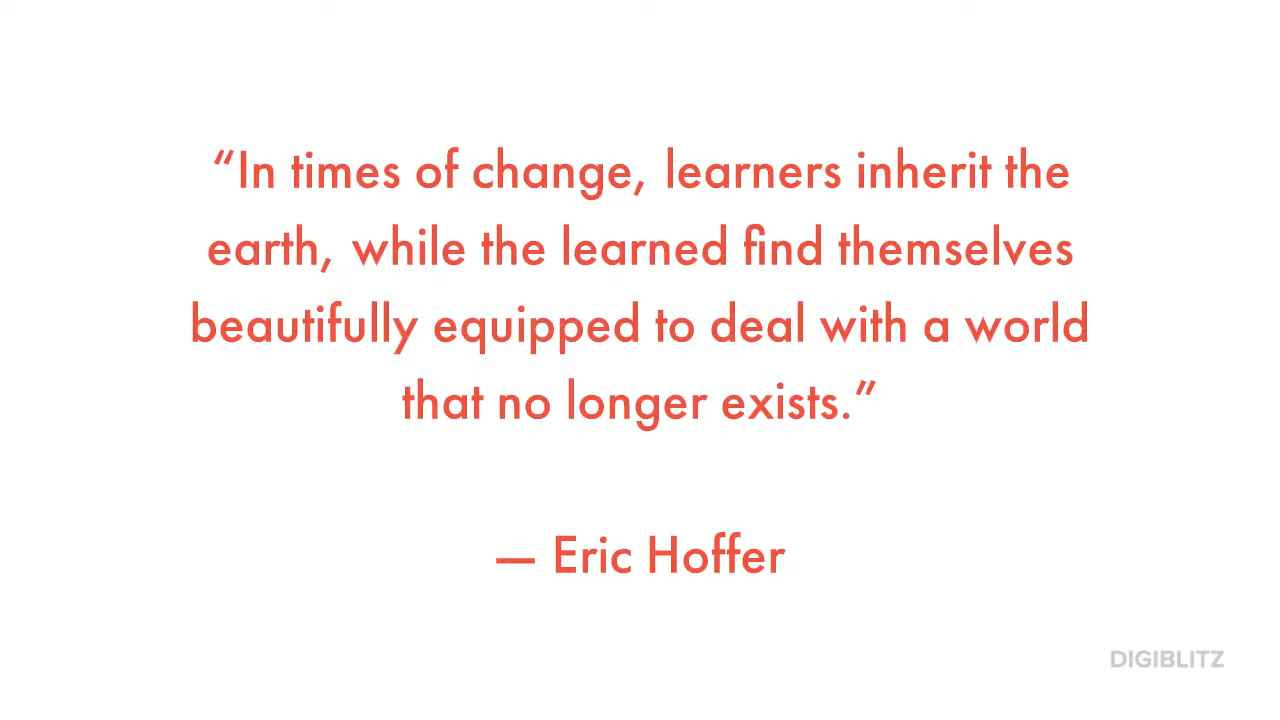 “In times of change, learners inherit the
earth, while the learned find themselves
beautifully equipped to deal with a world
that no longer exists.”
— Eric Hoffer
DIGIBLITZ